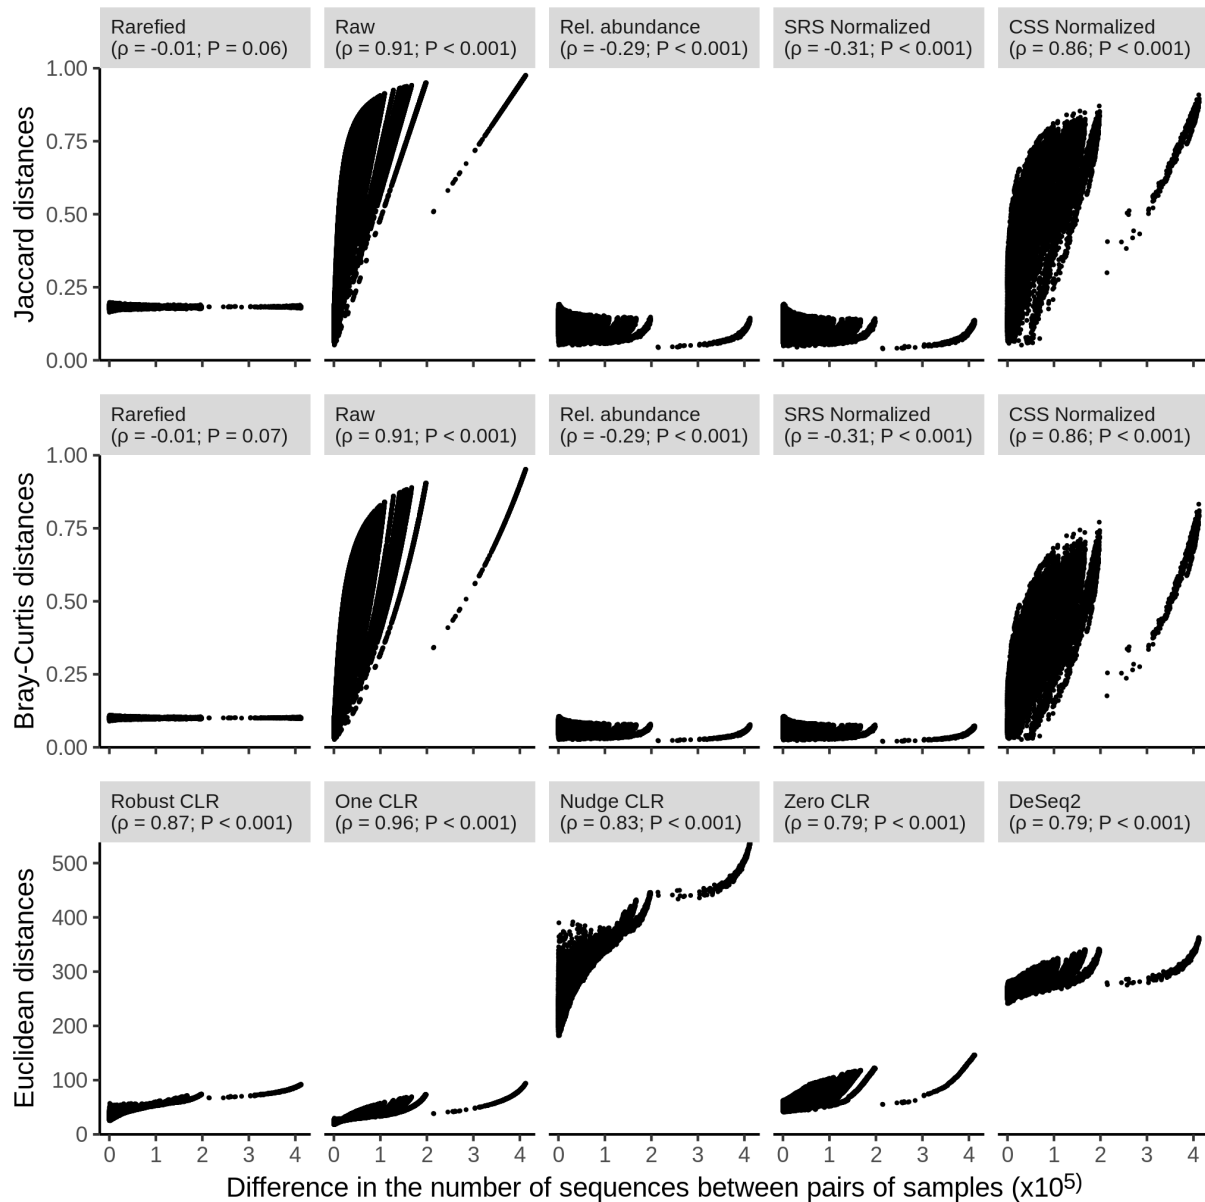 Rarefied
(ρ = -0.01; P = 0.06)
Raw
(ρ = 0.91; P < 0.001)
Rel. abundance
(ρ = -0.29; P < 0.001)
SRS Normalized
(ρ = -0.31; P < 0.001)
CSS Normalized
(ρ = 0.86; P < 0.001)
Jaccard distances
1.00
0.75
0.50
0.25
0.00
Rarefied
(ρ = -0.01; P = 0.07)
Raw
(ρ = 0.91; P < 0.001)
Rel. abundance
(ρ = -0.29; P < 0.001)
SRS Normalized
(ρ = -0.31; P < 0.001)
CSS Normalized
(ρ = 0.86; P < 0.001)
Bray-Curtis distances
1.00
0.75
0.50
0.25
0.00
Robust CLR
(ρ = 0.87; P < 0.001)
One CLR
(ρ = 0.96; P < 0.001)
Nudge CLR
(ρ = 0.83; P < 0.001)
Zero CLR
(ρ = 0.79; P < 0.001)
DeSeq2
(ρ = 0.79; P < 0.001)
Euclidean distances
500
400
300
200
100
0
0 1 2 3 4 0 1 2 3 4 0 1 2 3 4 0 1 2 3 4 0 1 2 3 4
Difference in the number of sequences between pairs of samples (x10⁵)